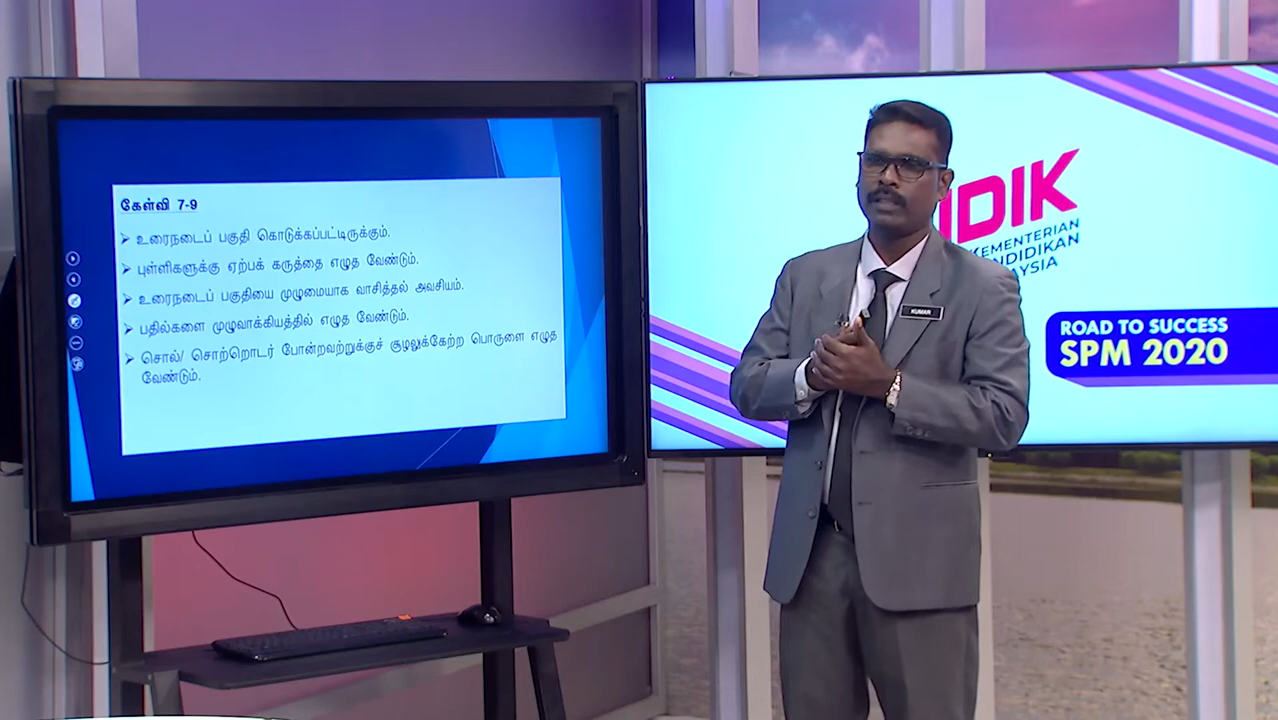 கேள்வி 7-9
➤ உரைநடைப் பகுதி கொடுக்கப்பட்டிருக்கும்.
➤ புள்ளிகளுக்கு ஏற்பக் கருத்தை எழுத வேண்டும்.
➤ உரைநடைப் பகுதியை முழுமையாக வாசித்தல் அவசியம்.
➤ பதில்களை முழுவாக்கியத்தில் எழுத வேண்டும்.
➤ சொல்/ சொற்றொடர் போன்றவற்றுக்குச் சூழலுக்கேற்ற பொருளை எழுத
வேண்டும்.
IDIK
KEMENTERIAN
NDIDIKAN
AYSIA
KUMAR
ROAD TO SUCCESS
SPM 2020